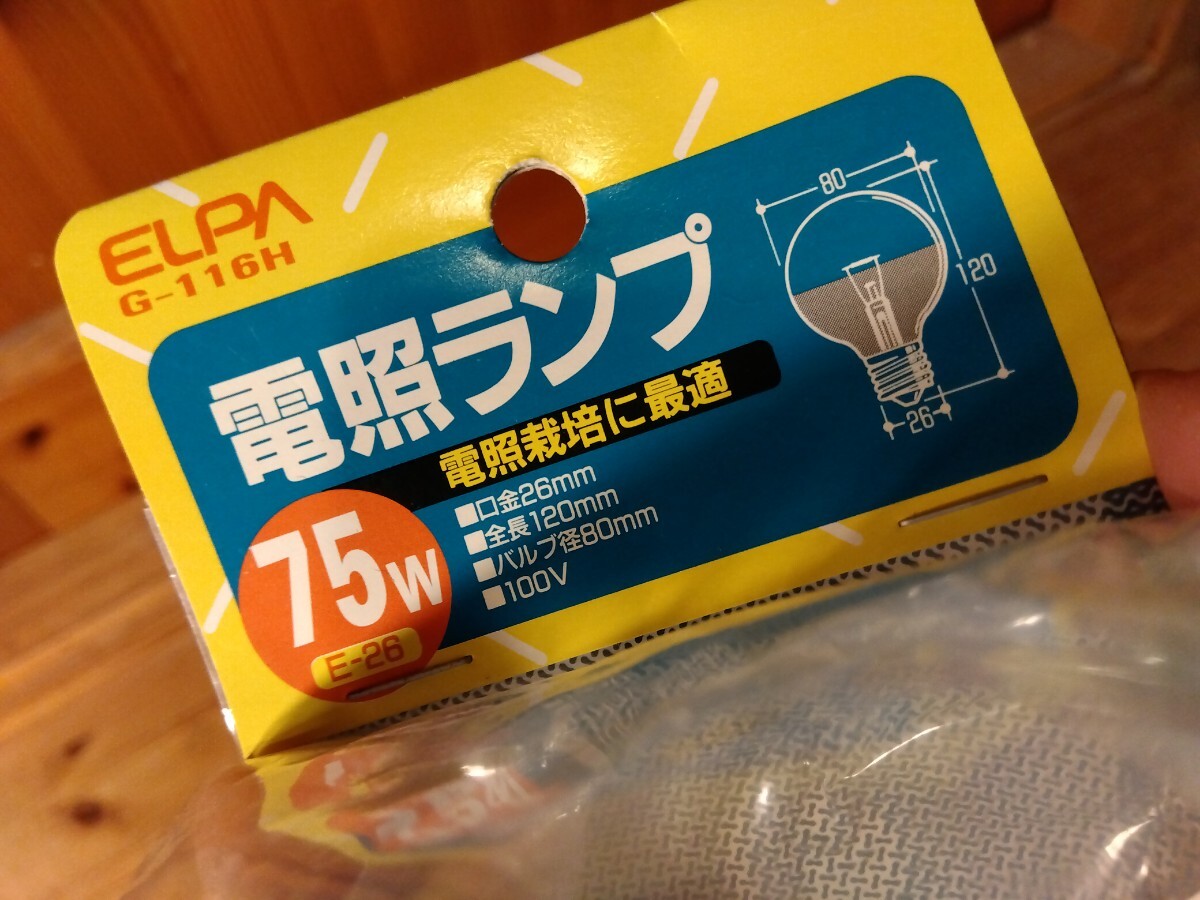 ELPA
G-116H
電照ランプ
電照栽培に最適
■口金26mm
■全長120mm
■バルブ径80mm
■100V
75W
E-26
80
120
26